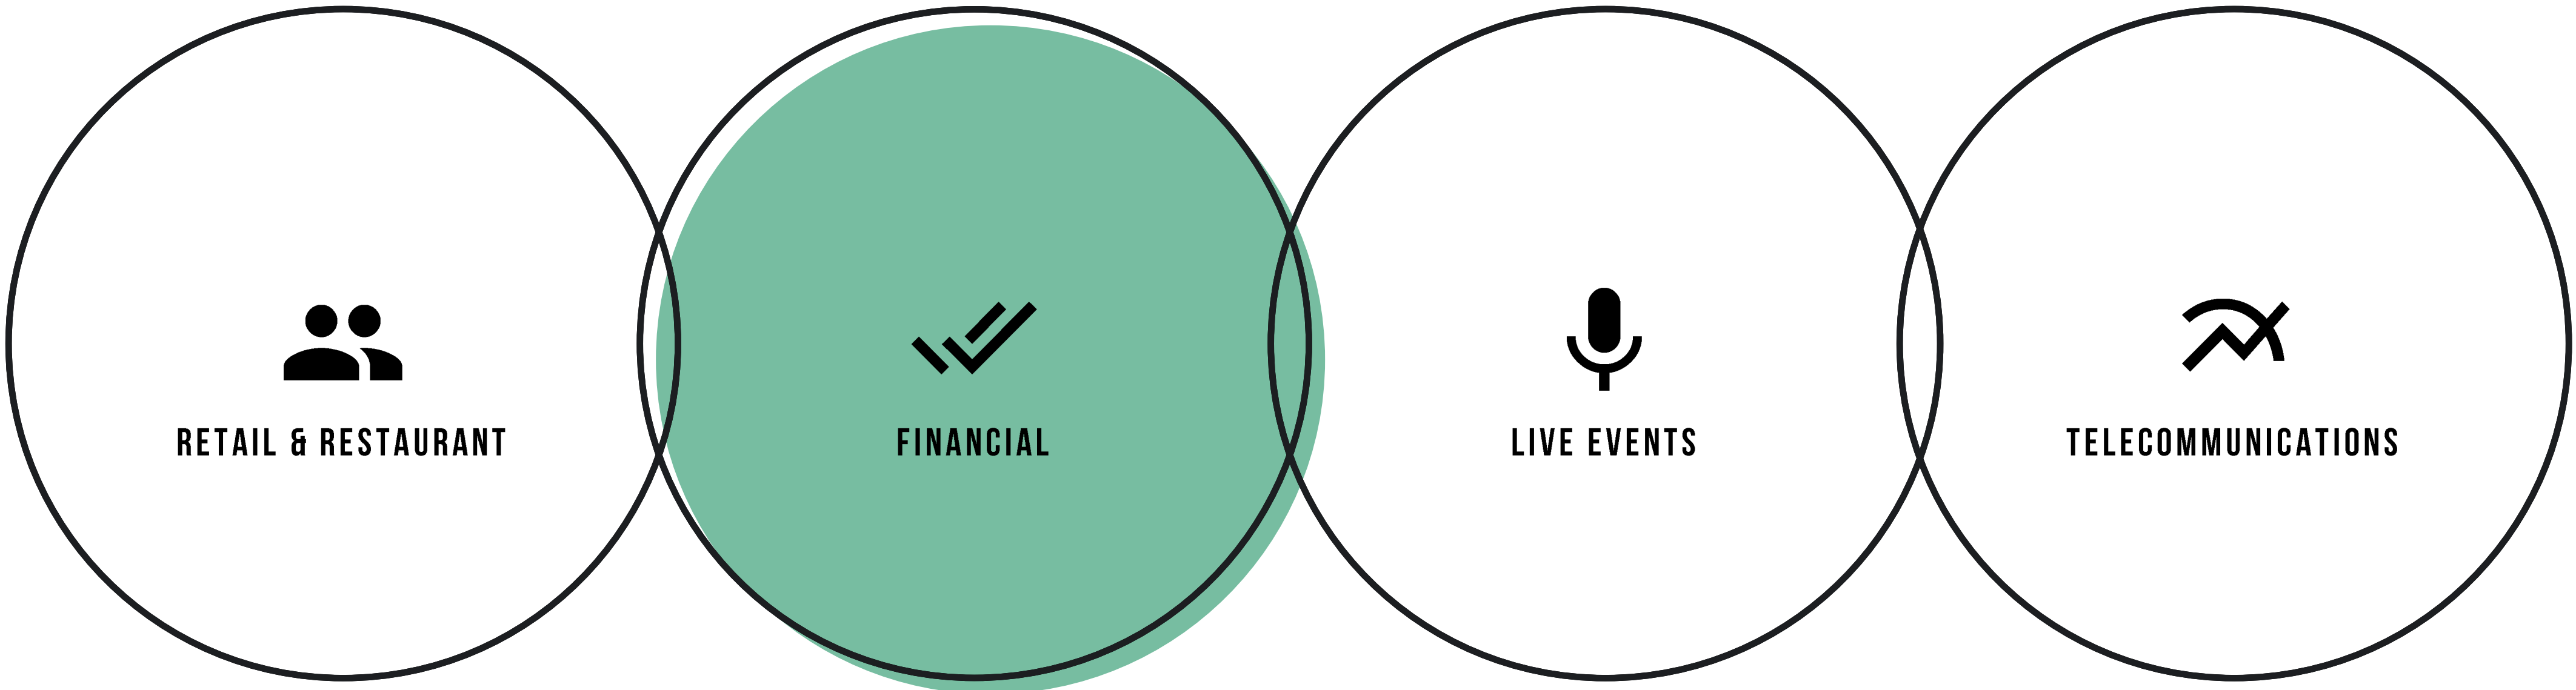 RETAIL & RESTAURANT
FINANCIAL
LIVE EVENTS
TELECOMMUNICATIONS